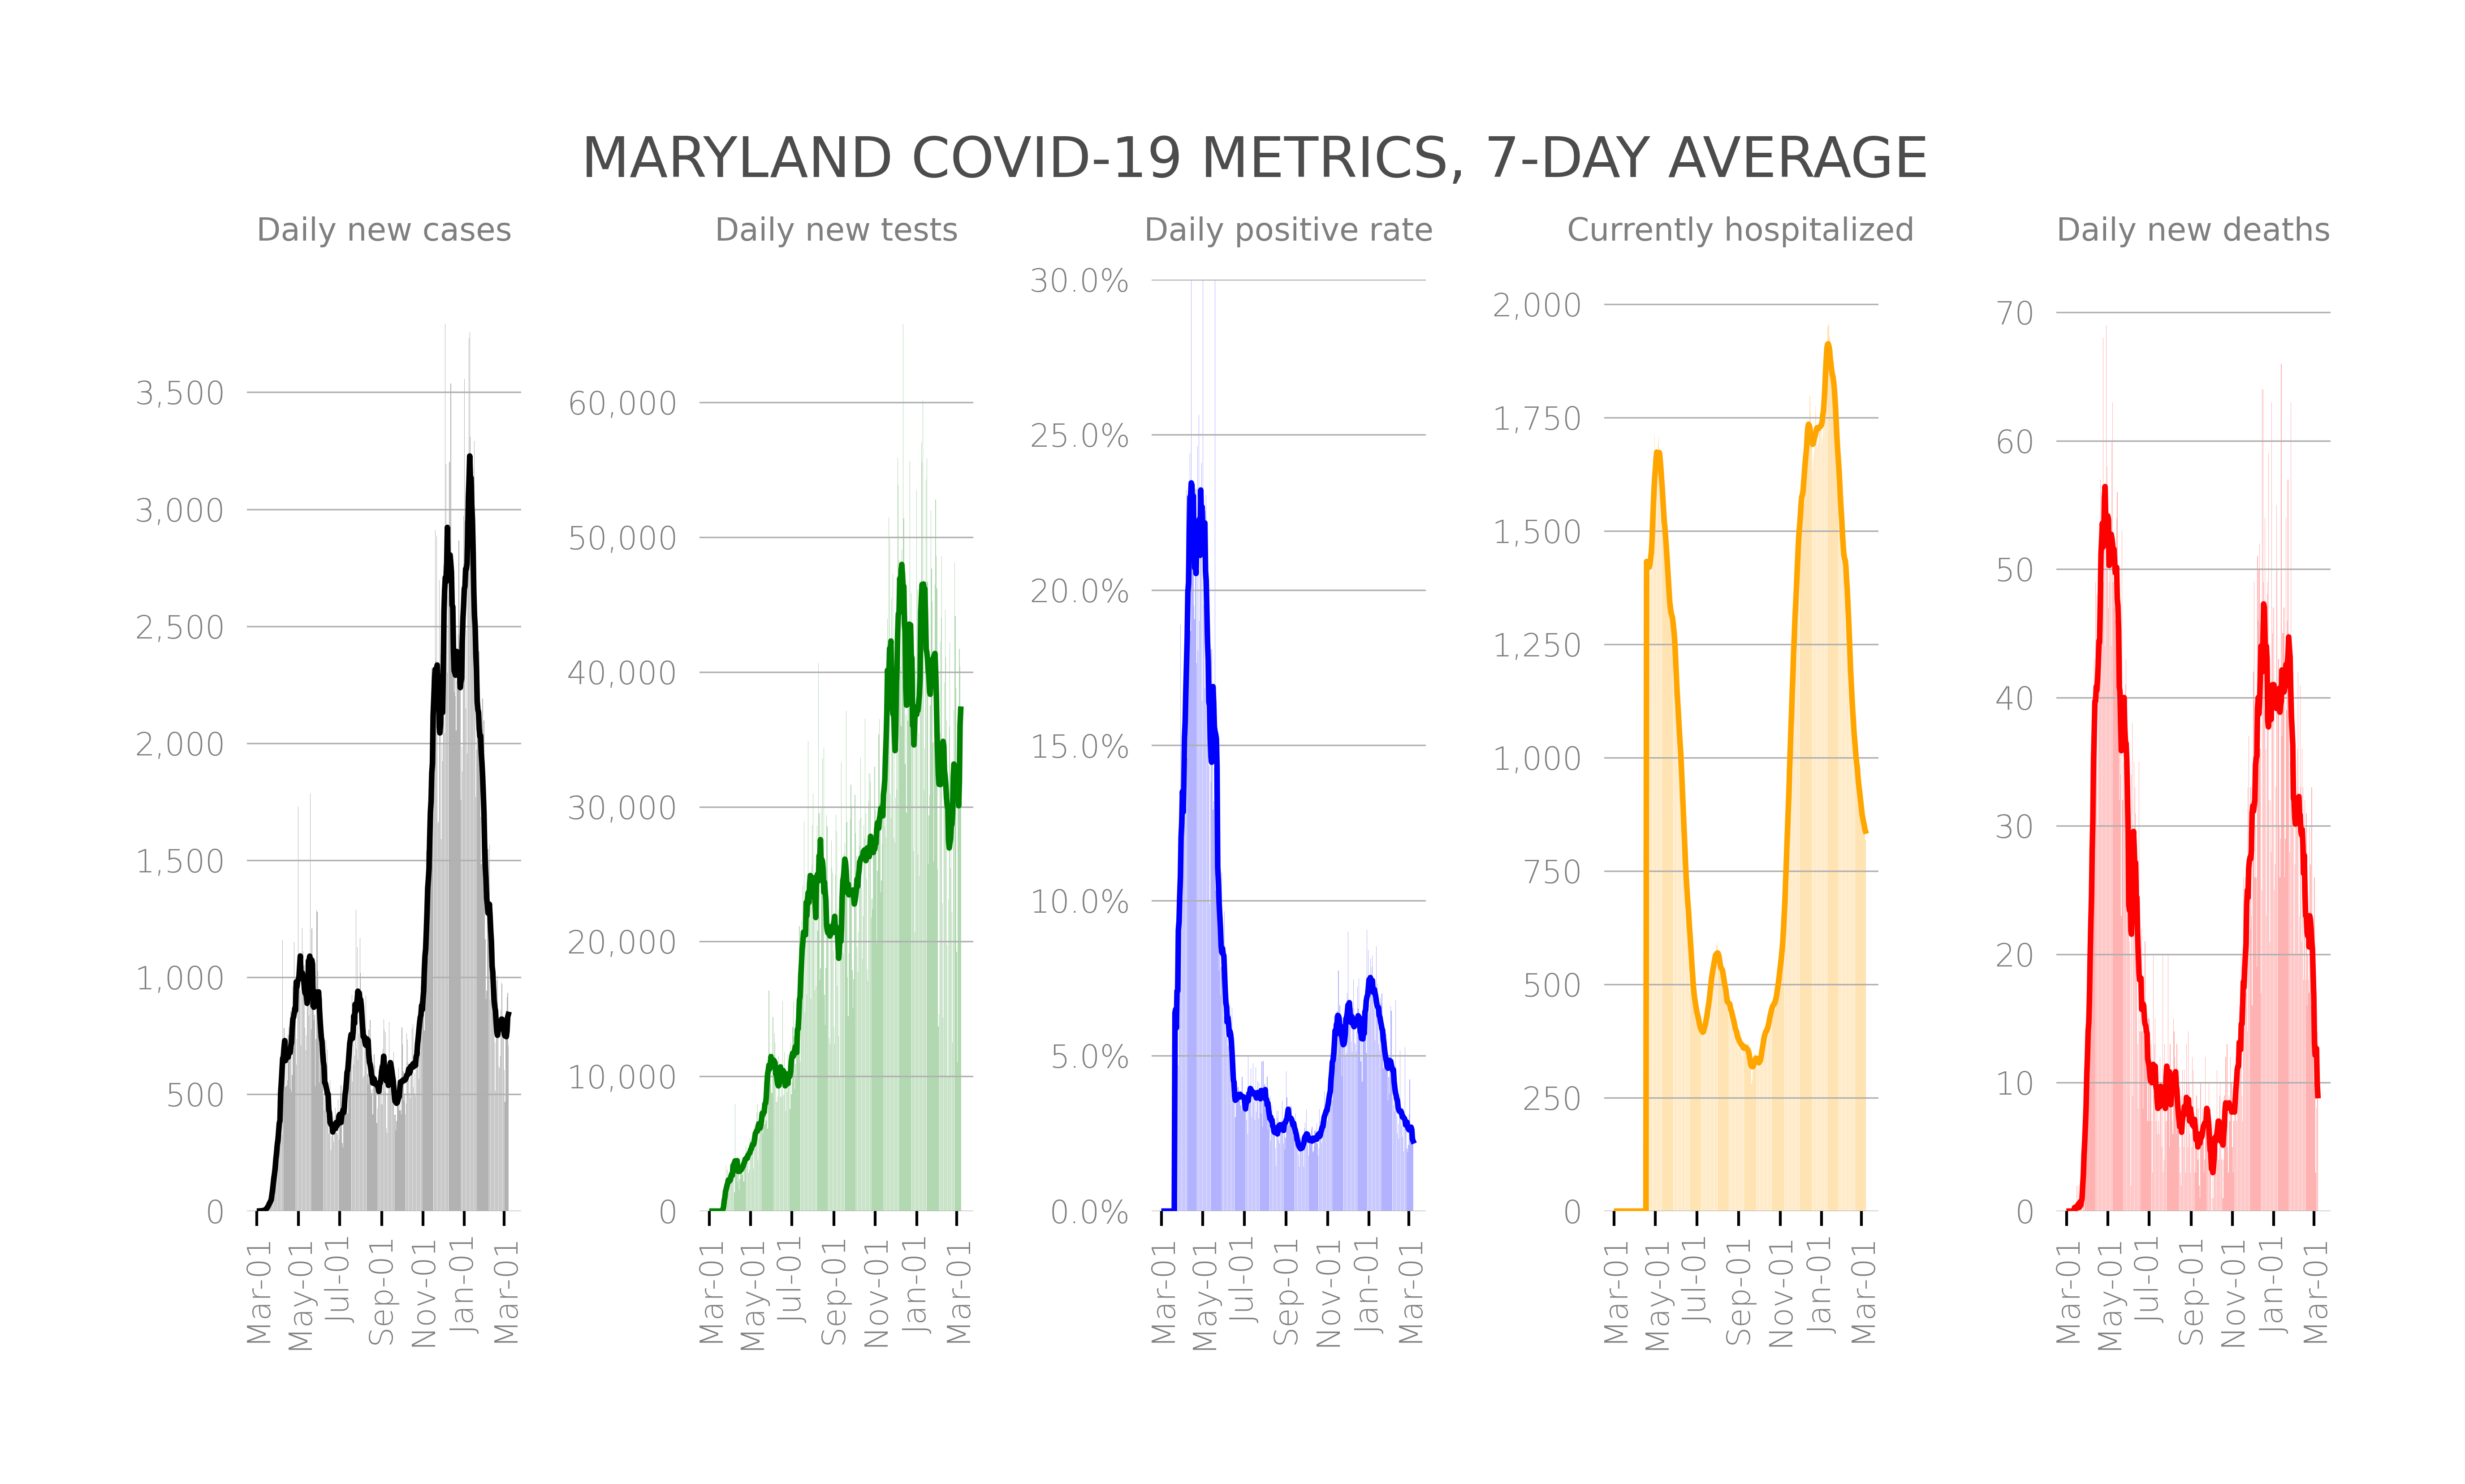 MARYLAND COVID-19 METRICS, 7-DAY AVERAGE
Daily new cases
3,500
3,000
2,500
2,000
1,500
1,000
500
0
Mar-01
May-01
Jul-01
Sep-01
Nov-01
Jan-01
Mar-01
Daily new tests
60,000
50,000
40,000
30,000
20,000
10,000
0
Mar-01
May-01
Jul-01
Sep-01
Nov-01
Jan-01
Mar-01
Daily positive rate
30.0%
25.0%
20.0%
15.0%
10.0%
5.0%
0.0%
Mar-01
May-01
Jul-01
Sep-01
Nov-01
Jan-01
Mar-01
Currently hospitalized
2,000
1,750
1,500
1,250
1,000
750
500
250
0
Mar-01
May-01
Jul-01
Sep-01
Nov-01
Jan-01
Mar-01
Daily new deaths
70
60
50
40
30
20
10
0
Mar-01
May-01
Jul-01
Sep-01
Nov-01
Jan-01
Mar-01